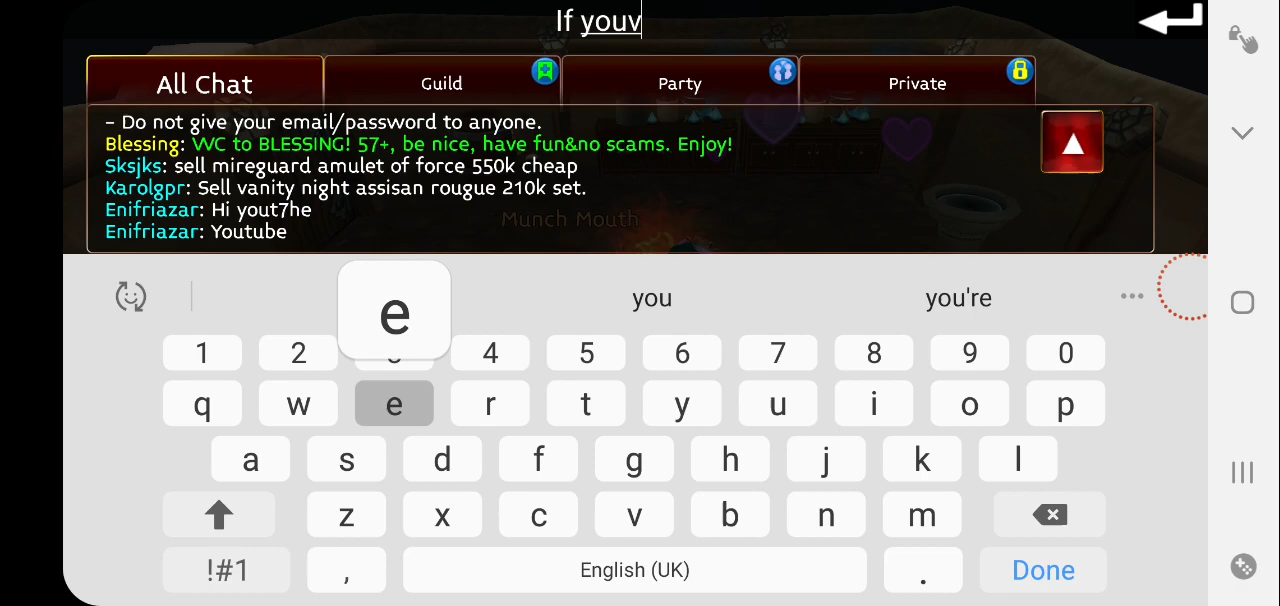 If youv
All Chat
Guild
Party
Private
- Do not give your email/password to anyone.
Blessing: WC to BLESSING! 57+, be nice, have fun&no scams. Enjoy!
Sksjks: sell mireguard amulet of force 550k cheap
Karolgpr: Sell vanity night assisan rougue 210k set.
Enifriazar: Hi yout7he
Munch Mouth
Enifriazar: Youtube
e
you
you're
1 2 3 4 5 6 7 8 9 0
q w e r t y u i o p
a s d f g h j k l
z x c v b n m
!#1 , English (UK) . Done